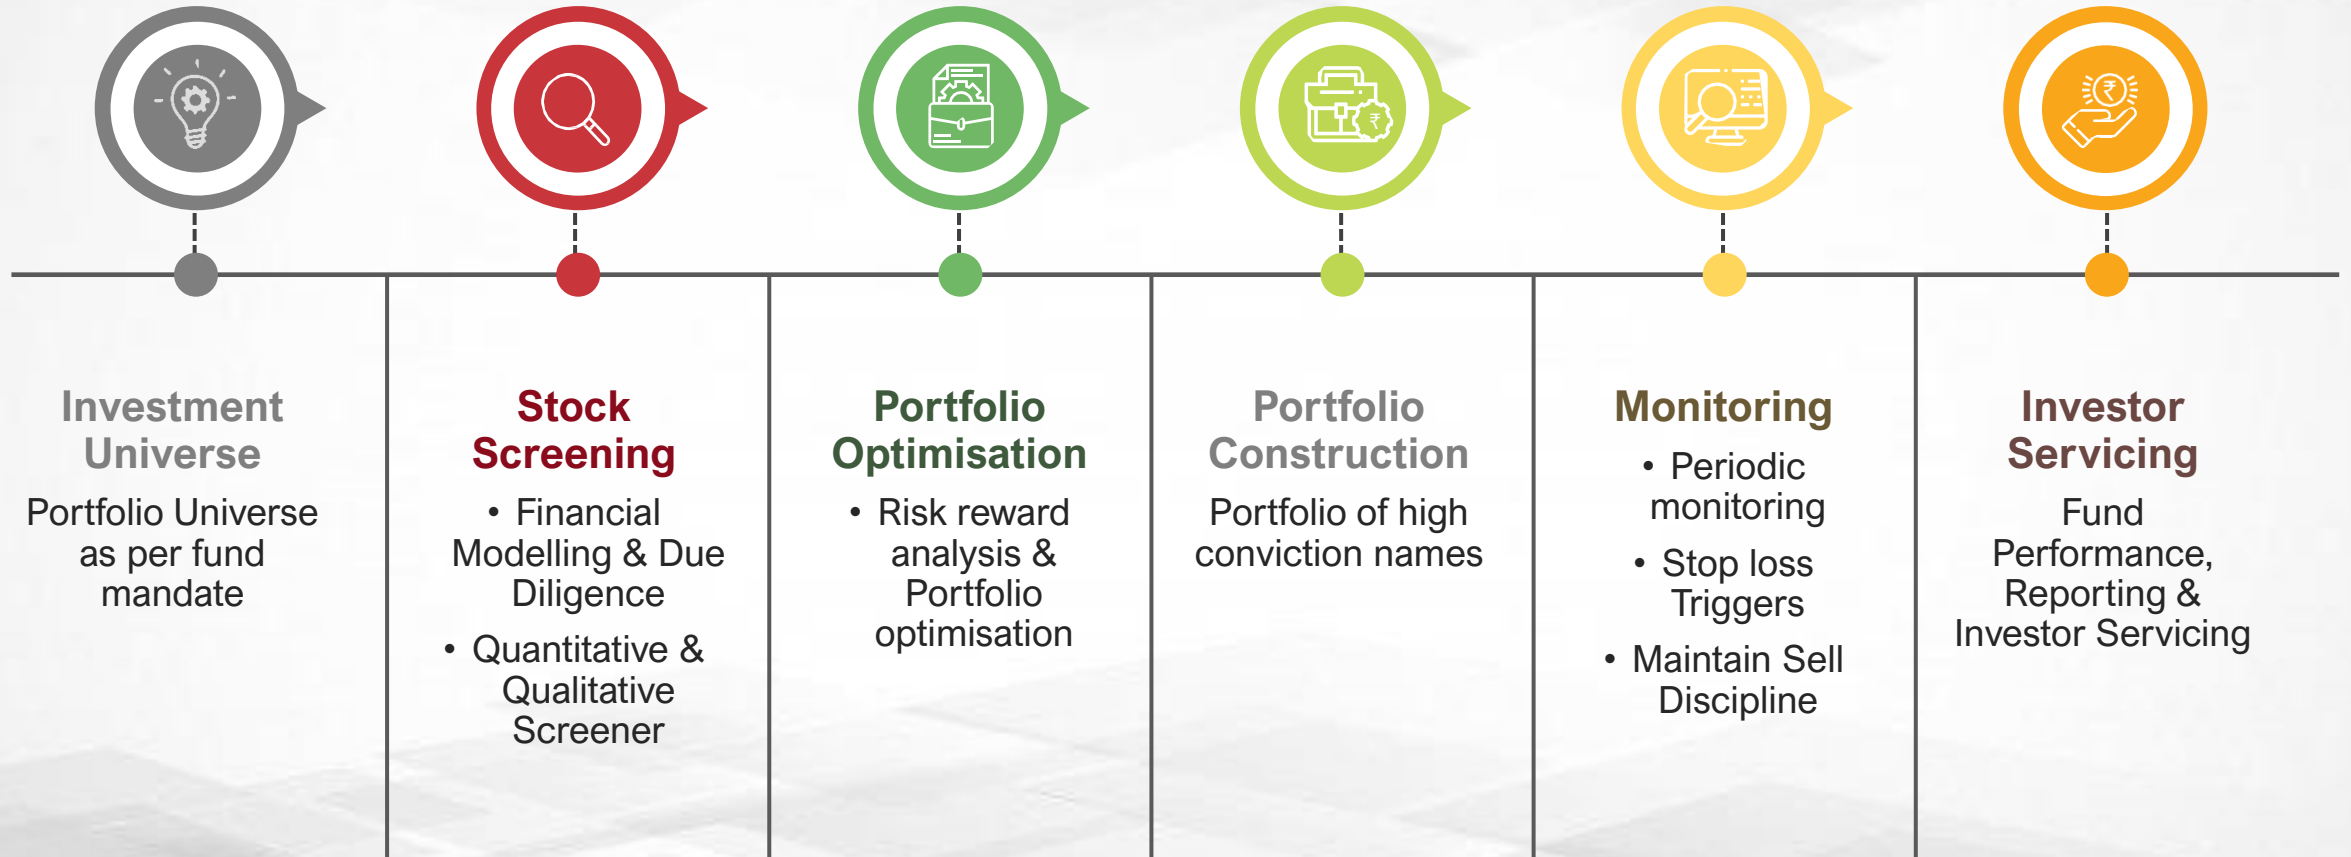 Investment
Universe
Portfolio Universe
as per fund
mandate
Stock
Screening
• Financial
Modelling & Due
Diligence
• Quantitative &
Qualitative
Screener
Portfolio
Optimisation
• Risk reward
analysis &
Portfolio
optimisation
₹
Portfolio
Construction
Portfolio of high
conviction names
Monitoring
• Periodic
monitoring
• Stop loss
Triggers
• Maintain Sell
Discipline
₹
Investor
Servicing
Fund
Performance,
Reporting &
Investor Servicing